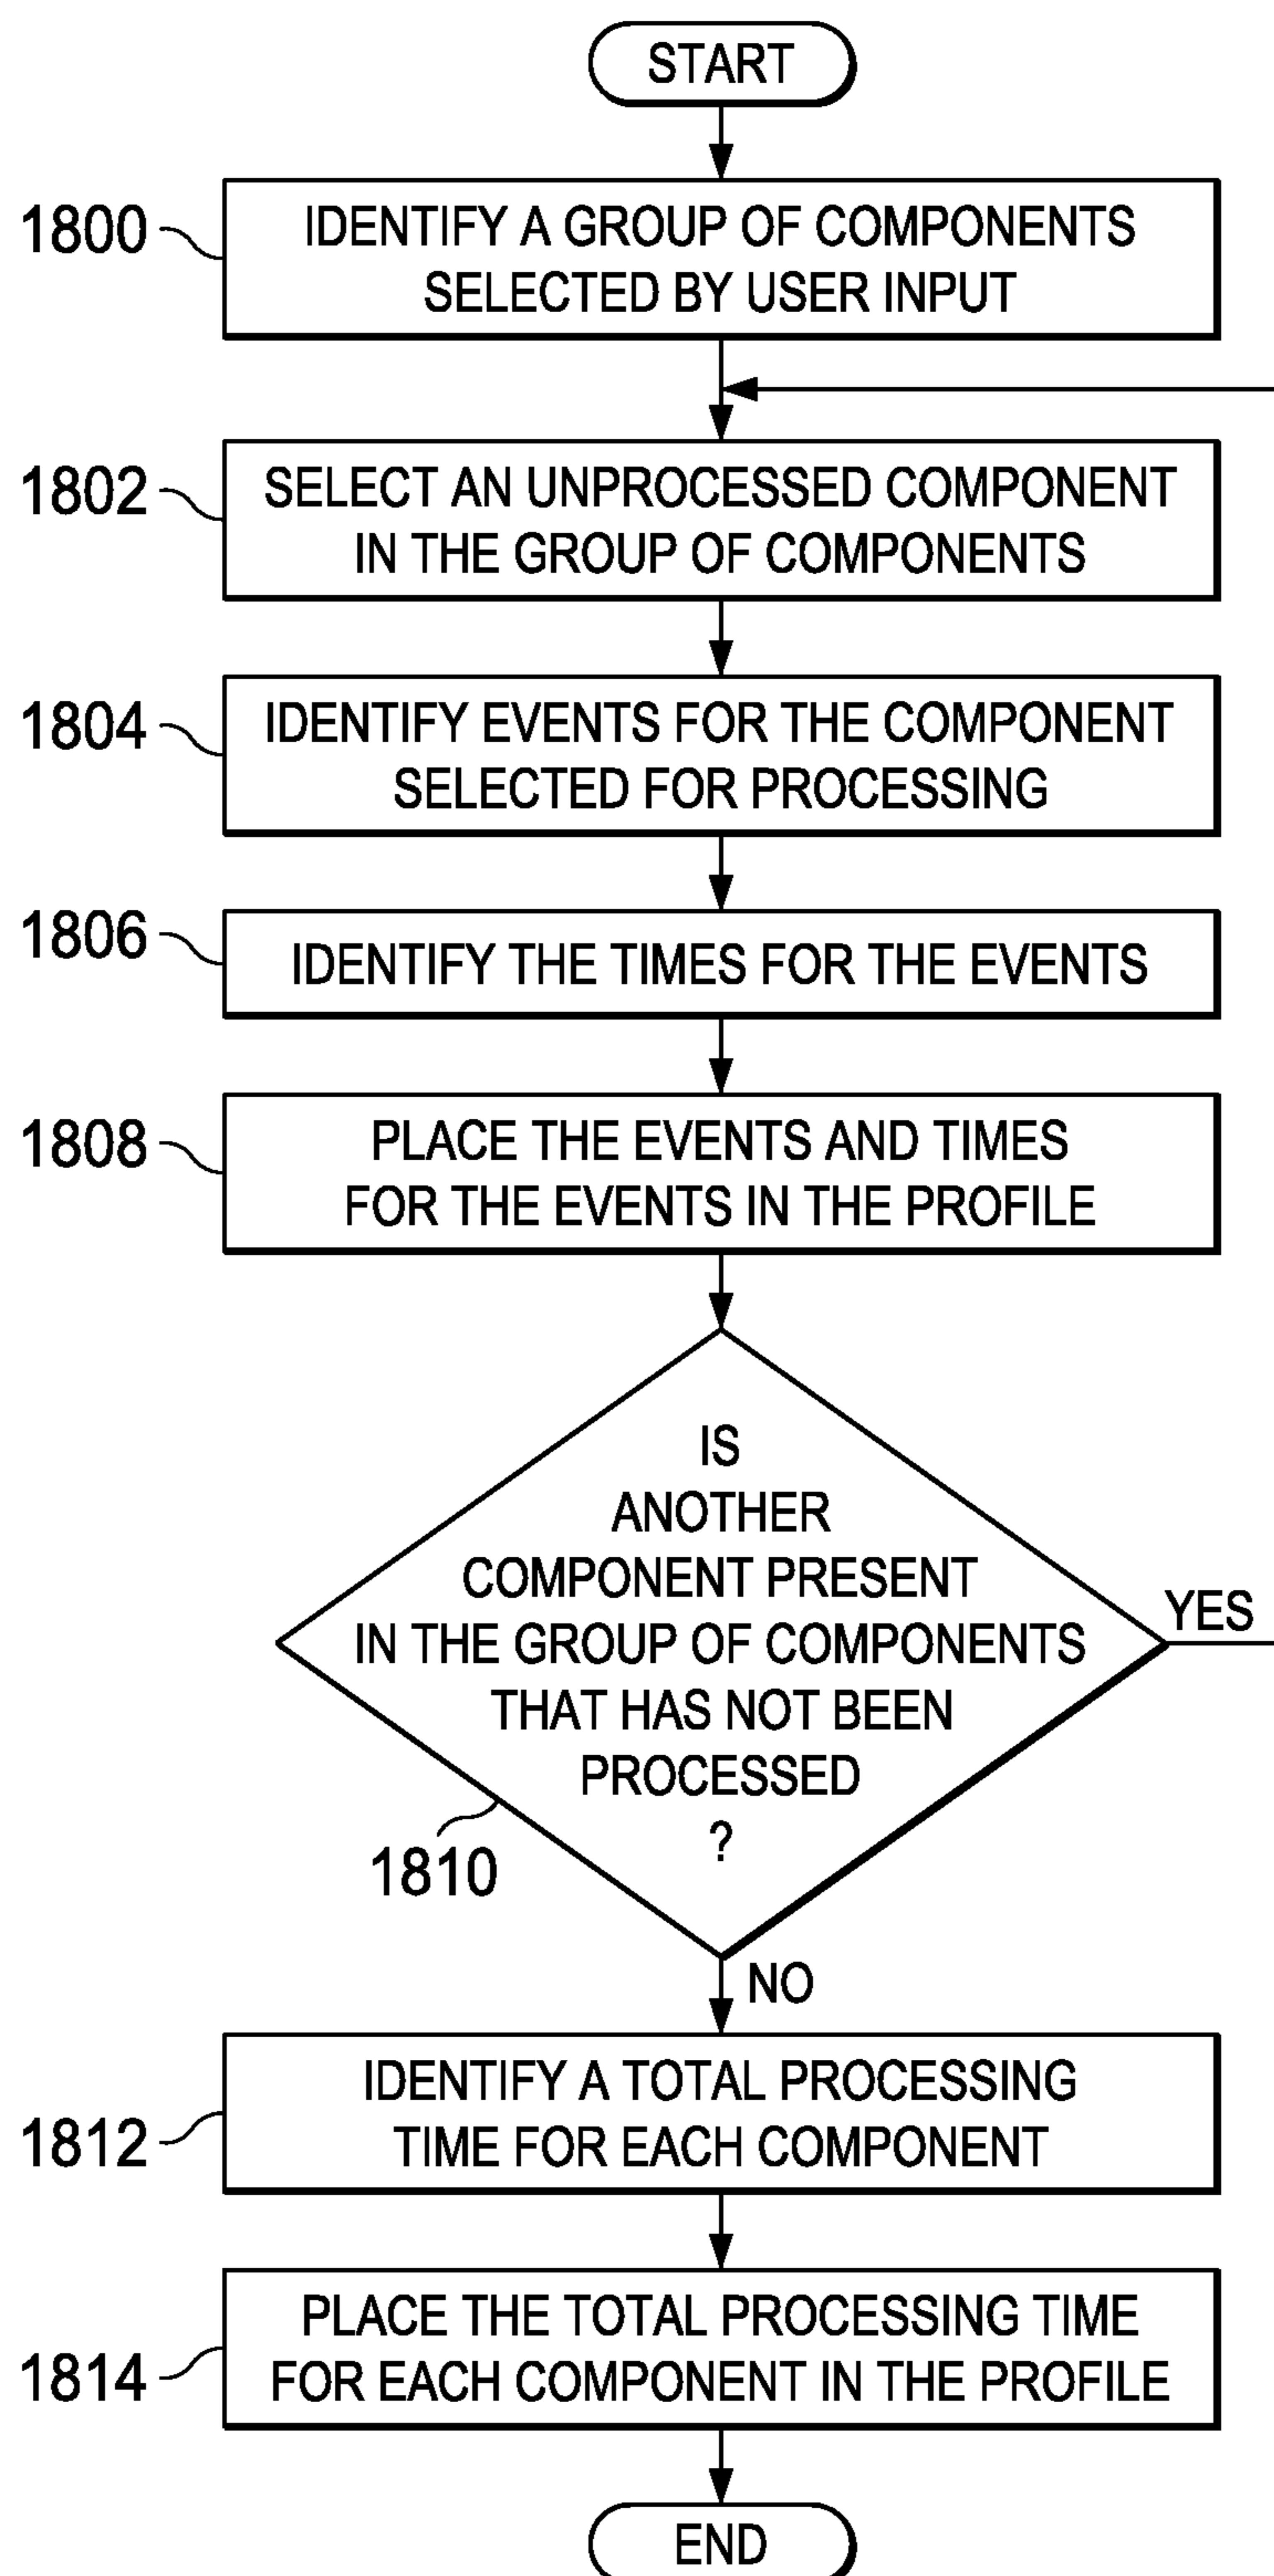 START
1800
IDENTIFY A GROUP OF COMPONENTS
SELECTED BY USER INPUT
1802
SELECT AN UNPROCESSED COMPONENT
IN THE GROUP OF COMPONENTS
1804
IDENTIFY EVENTS FOR THE COMPONENT
SELECTED FOR PROCESSING
1806
IDENTIFY THE TIMES FOR THE EVENTS
1808
PLACE THE EVENTS AND TIMES
FOR THE EVENTS IN THE PROFILE
IS
ANOTHER
COMPONENT PRESENT
IN THE GROUP OF COMPONENTS
THAT HAS NOT BEEN
PROCESSED
?
YES
1810
NO
IDENTIFY A TOTAL PROCESSING
TIME FOR EACH COMPONENT
1812
PLACE THE TOTAL PROCESSING TIME
FOR EACH COMPONENT IN THE PROFILE
1814
END